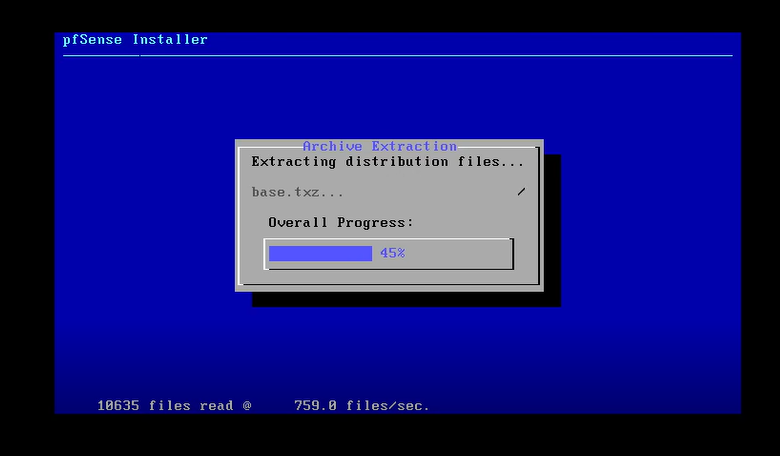 pfSense Installer
Archive Extraction
Extracting distribution files...
base.txz... /
Overall Progress:
45%
10635 files read @ 759.0 files/sec.